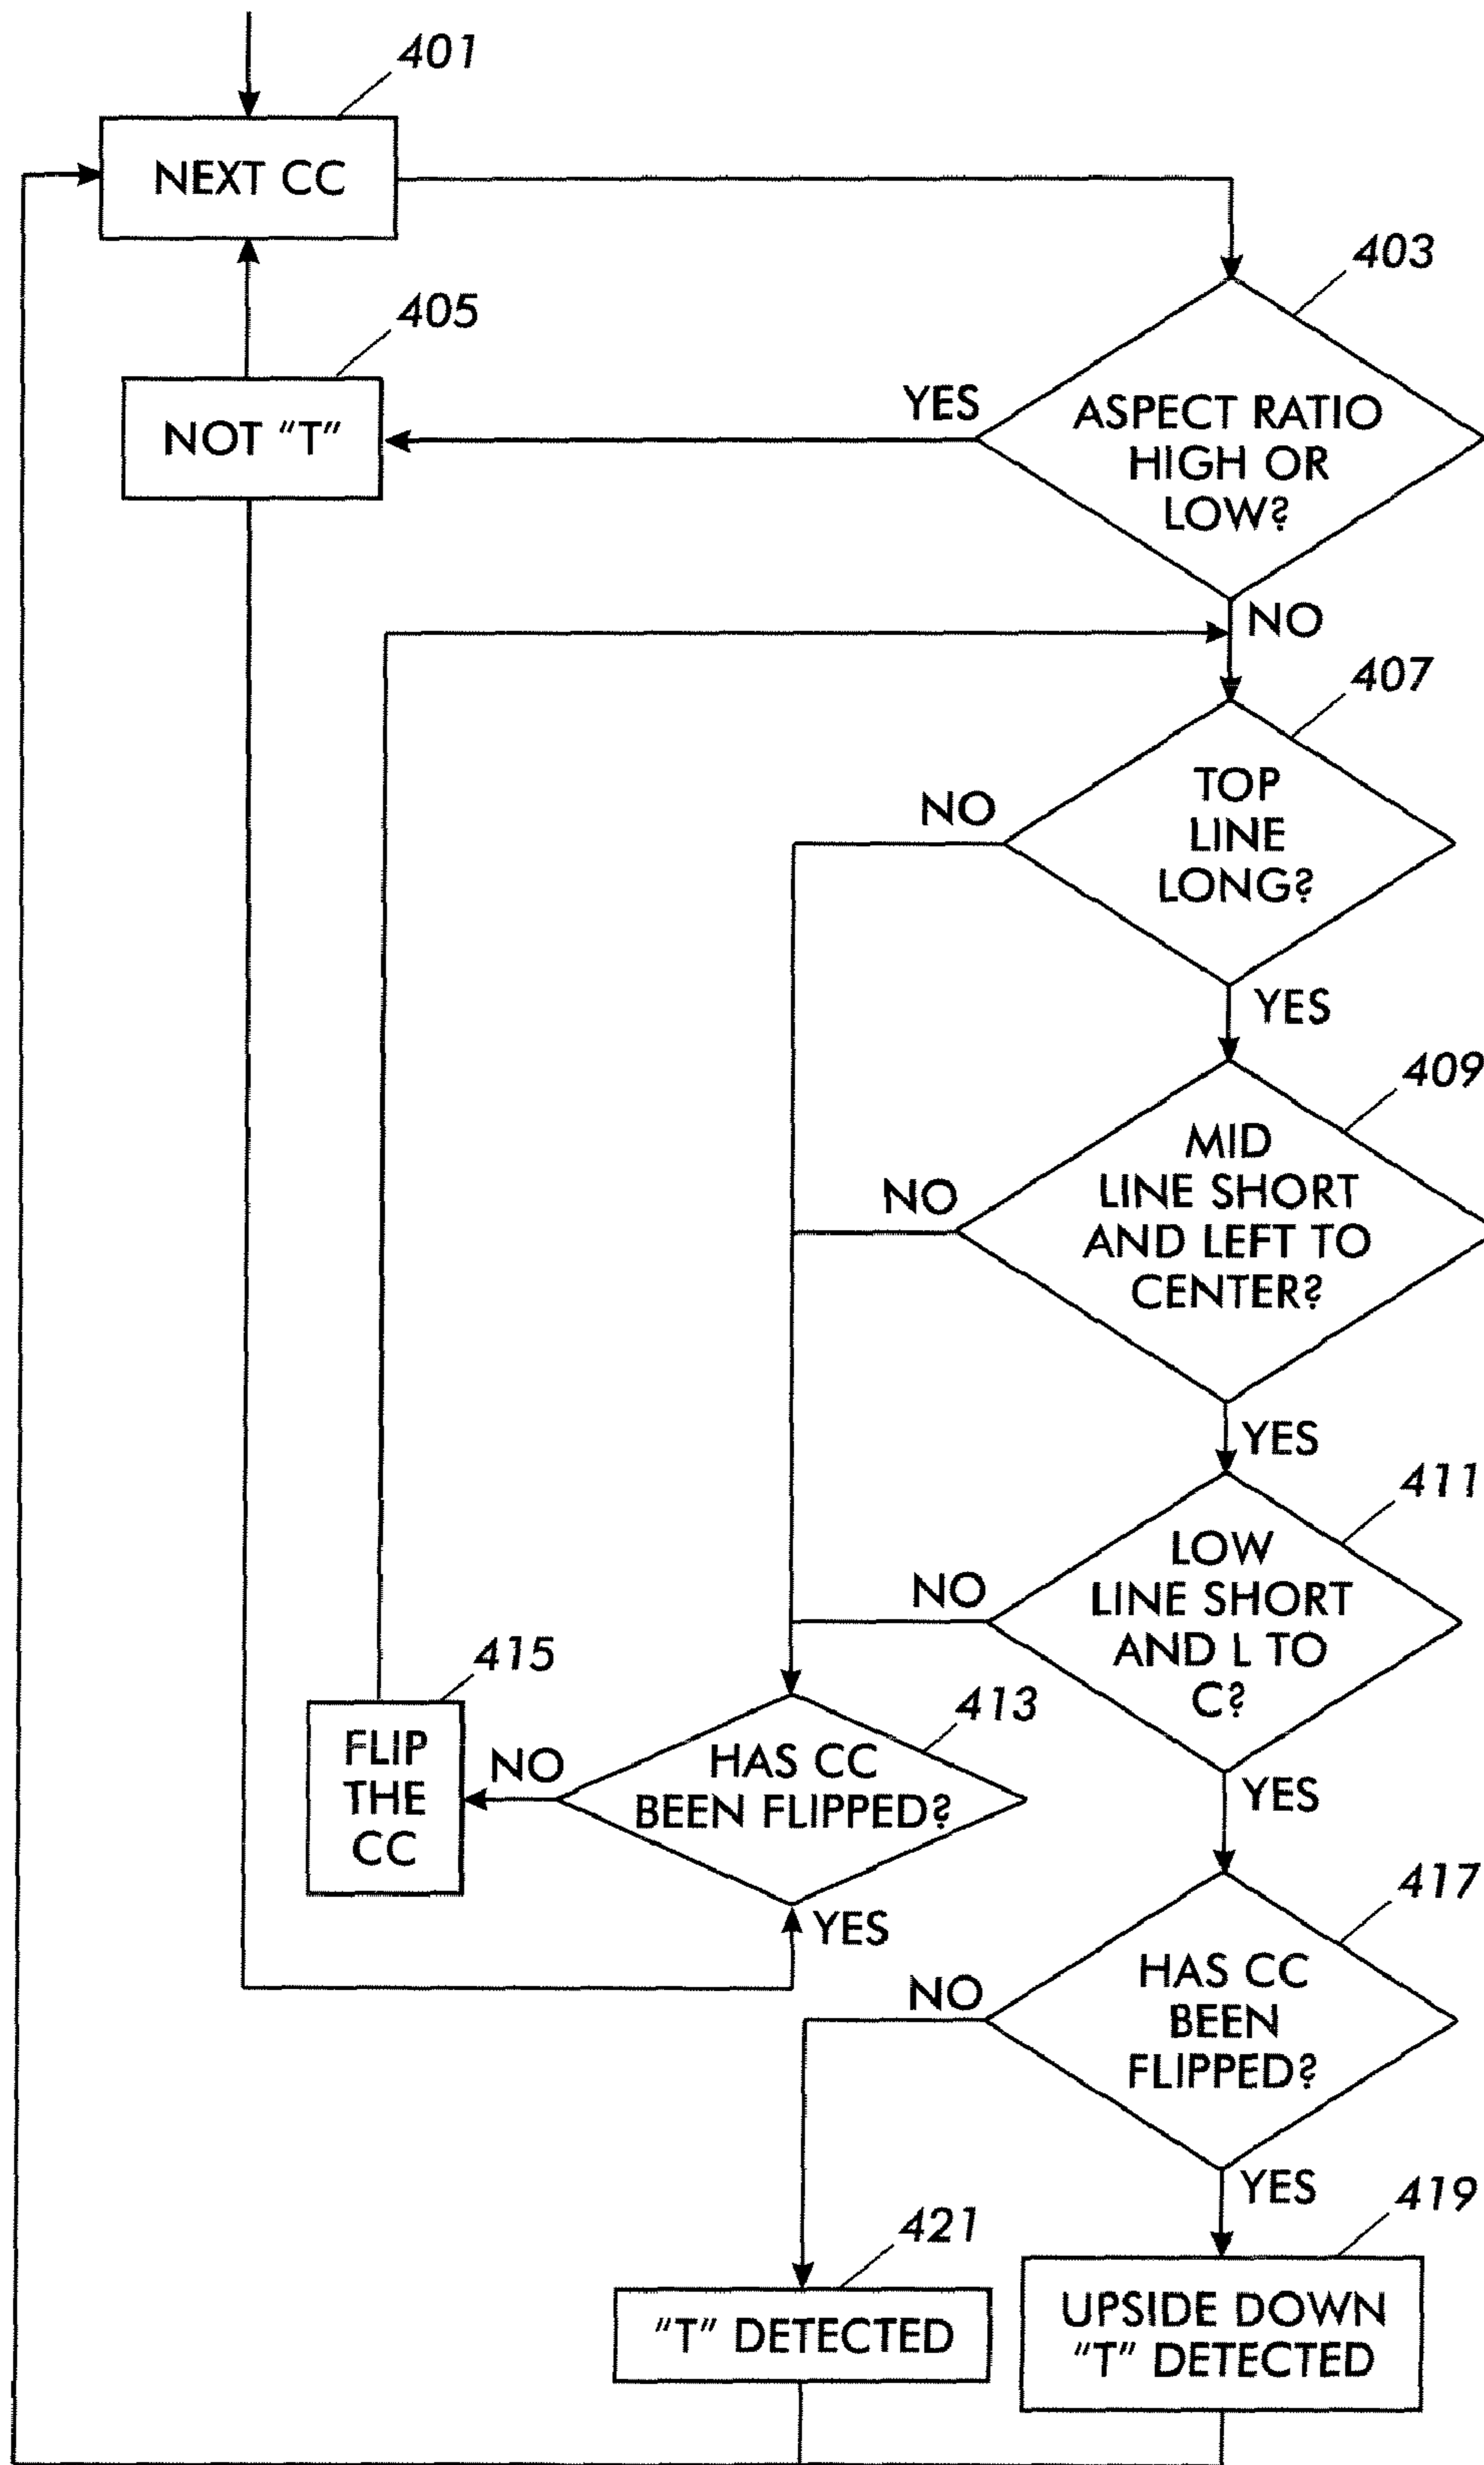 401
NEXT CC
403
405
YES
ASPECT RATIO
HIGH OR
LOW?
NOT "T"
NO
407
NO
TOP
LINE
LONG?
YES
409
NO
MID
LINE SHORT
AND LEFT TO
CENTER?
YES
411
NO
LOW
LINE SHORT
AND L TO
C?
415
413
FLIP
THE
CC
NO
HAS CC
BEEN FLIPPED?
YES
YES
417
NO
HAS CC
BEEN
FLIPPED?
YES
419
421
"T" DETECTED
UPSIDE DOWN
"T" DETECTED